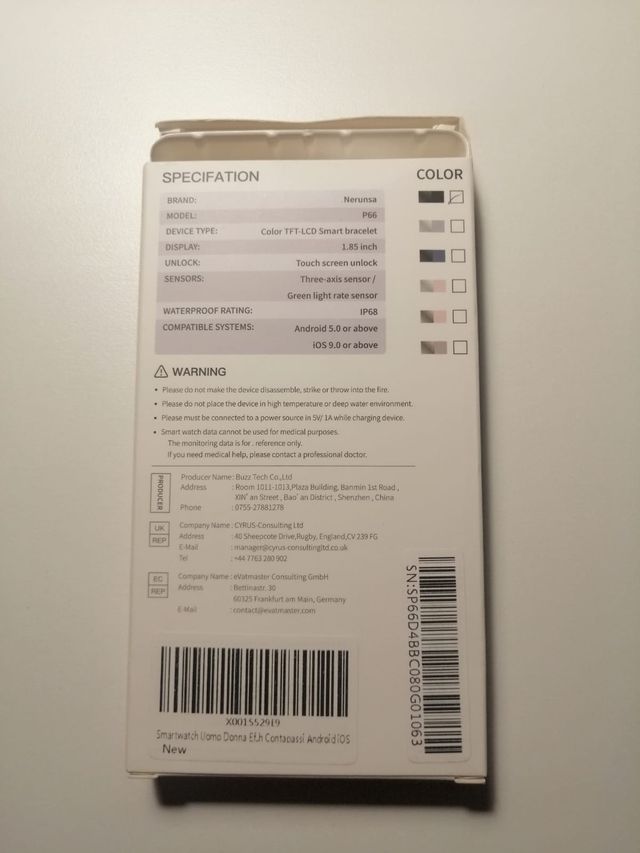 SPECIFATION
COLOR
BRAND: Nerunsa
MODEL: P66
DEVICE TYPE: Color TFT-LCD Smart bracelet
DISPLAY: 1.85 inch
UNLOCK: Touch screen unlock
SENSORS: Three-axis sensor /
Green light rate sensor
WATERPROOF RATING: IP68
COMPATIBLE SYSTEMS: Android 5.0 or above
iOS 9.0 or above
WARNING
• Please do not make the device disassemble, strike or throw into the fire.
• Please do not place the device in high temperature or deep water environment.
• Please must be connected to a power source in 5V/ 1A while charging device.
• Smart watch data cannot be used for medical purposes.
The monitoring data is for . reference only.
If you need medical help, please contact a professional doctor.
PRODUCER
Producer Name: Buzz Tech Co.,Ltd
Address : Room 1011-1013,Plaza Building, Banmin 1st Road ,
XIN' an Street , Bao' an District , Shenzhen , China
Phone : 0755-27881278
UK
REP
Company Name : CYRUS-Consulting Ltd
Address : 40 Sheepcote Drive,Rugby, England,CV 239 FG
E-Mail : manager@cyrus-consultingltd.co.uk
Tel : +44 7763 280 902
EC
REP
Company Name : eVatmaster Consulting GmbH
Address : Bettinastr. 30
60325 Frankfurt am Main, Germany
E-Mail : contact@evatmaster.com
SN:SP66D4BBC080G01063
Smartwatch Uomo Donna Contapassi Android iOS
New